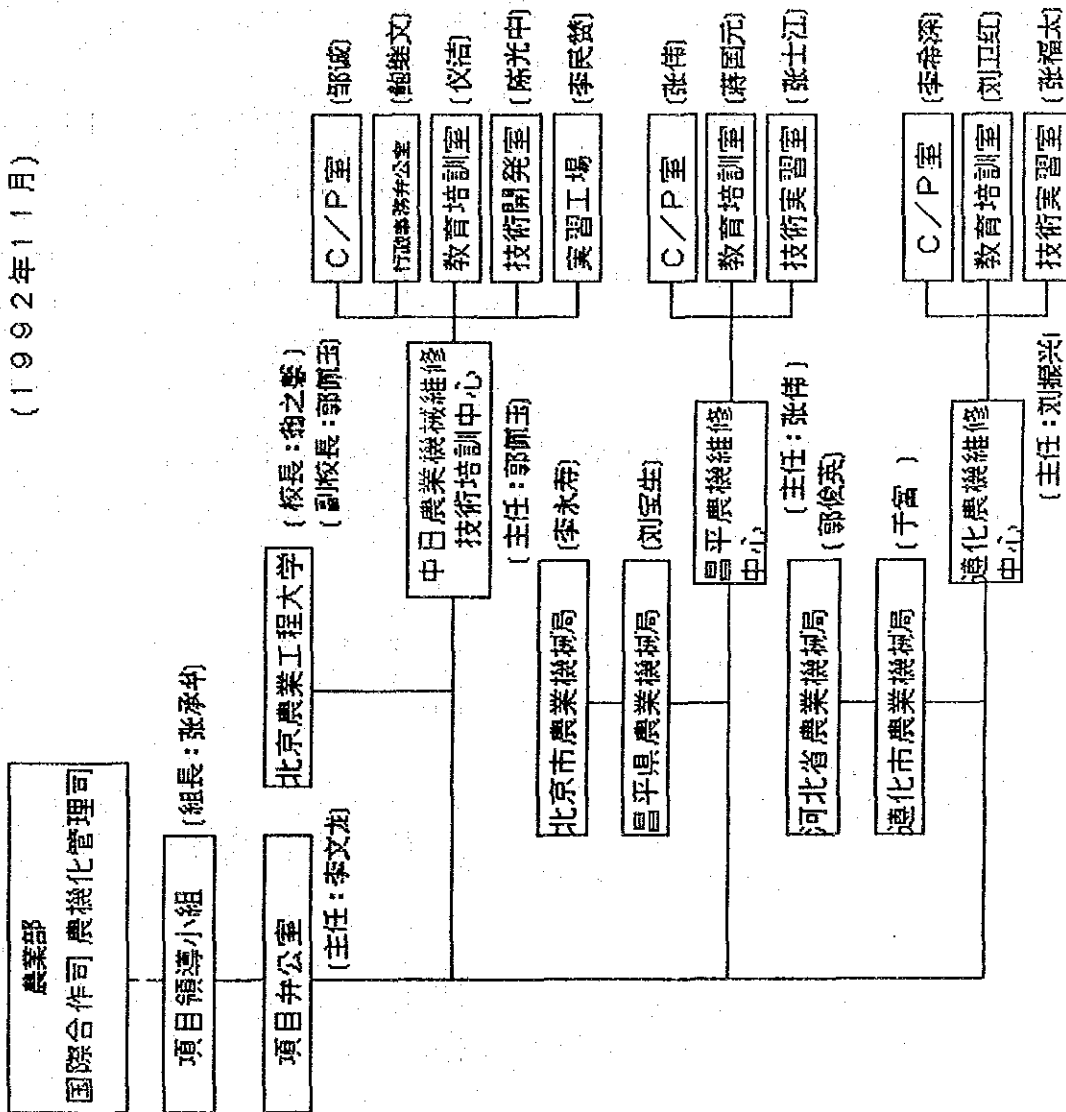 (1992年11月)
農業部
国際合作司 農機化管理司
項目領導小組
(組長:张承弁)
項目弁公室
(主任:李文龙)
北京農業工程大学
(校長:翁之馨)
(副校長:郭佩玉)
中日農業機械維修
技術培訓中心
(主任:郭佩玉)
C/P室
(邹诚)
行政事務弁公室
(鲍继文)
教育培訓室
(仪洁)
技術開発室
(陈光中)
実習工場
(李民赞)
北京市農業機械局
(李永寿)
昌平県農業機械局
(刘宝生)
昌平農機維修
中心
(主任:张伟)
C/P室
(张伟)
教育培訓室
(蒋国元)
技術実習室
(张士江)
河北省農業機械局
(郭俊英)
遵化市農業機械局
(于富)
遵化農機維修
中心
(主任:刘振兴)
C/P室
(李希深)
教育培訓室
(刘卫红)
技術実習室
(张福太)